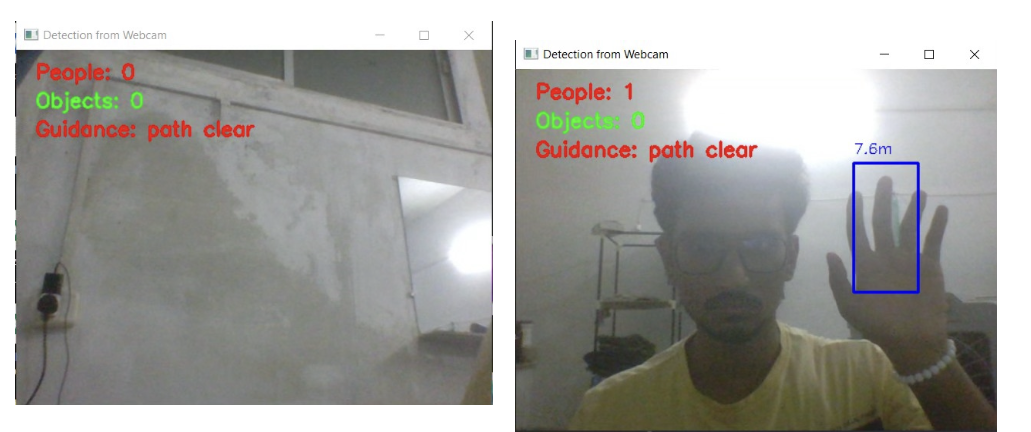 Detection from Webcam
People: 0
Objects: 0
Guidance: path clear
Detection from Webcam
People: 1
Objects: 0
Guidance: path clear
7.6m